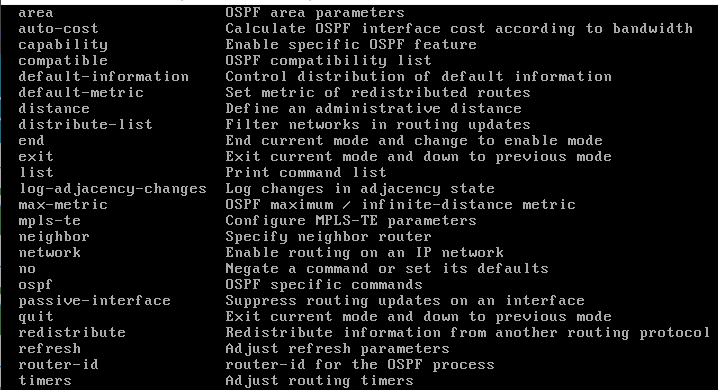 area OSPF area parameters
auto-cost Calculate OSPF interface cost according to bandwidth
capability Enable specific OSPF feature
compatible OSPF compatibility list
default-information Control distribution of default information
default-metric Set metric of redistributed routes
distance Define an administrative distance
distribute-list Filter networks in routing updates
end End current mode and change to enable mode
exit Exit current mode and down to previous mode
list Print command list
log-adjacency-changes Log changes in adjacency state
max-metric OSPF maximum / infinite-distance metric
mpls-te Configure MPLS-TE parameters
neighbor Specify neighbor router
network Enable routing on an IP network
no Negate a command or set its defaults
ospf OSPF specific commands
passive-interface Suppress routing updates on an interface
quit Exit current mode and down to previous mode
redistribute Redistribute information from another routing protocol
refresh Adjust refresh parameters
router-id router-id for the OSPF process
timers Adjust routing timers